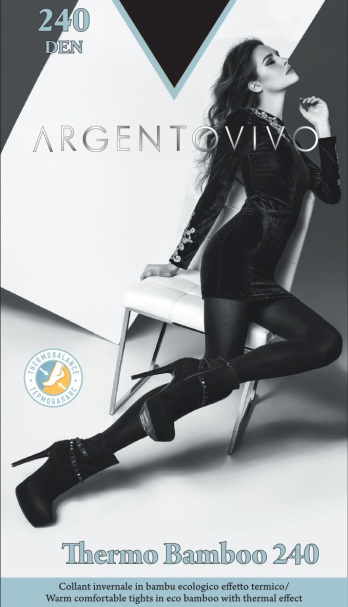 240
DEN
ARGENTOVIVO
THERMOBALANCE
ТЕРМОБАЛАНС
Thermo Bamboo 240
Collant invernale in bambu ecologico effetto termico/
Warm comfortable tights in eco bamboo with thermal effect